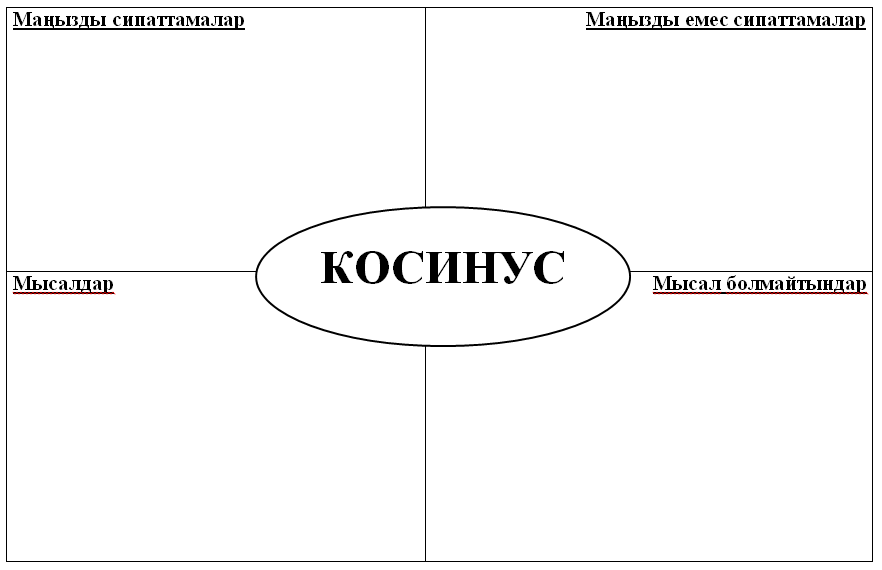 Маңызды сипаттамалар
Маңызды емес сипаттамалар
КОСИНУС
Мысалдар
Мысал болмайтындар